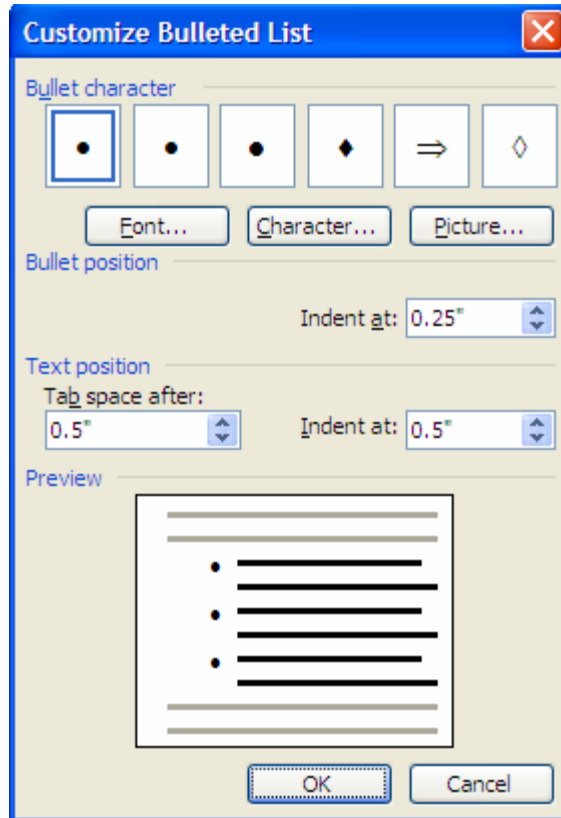 Customize Bulleted List
Bullet character
Font... Character... Picture...
Bullet position
Indent at: 0.25"
Text position
Tab space after:
0.5" Indent at: 0.5"
Preview
OK Cancel